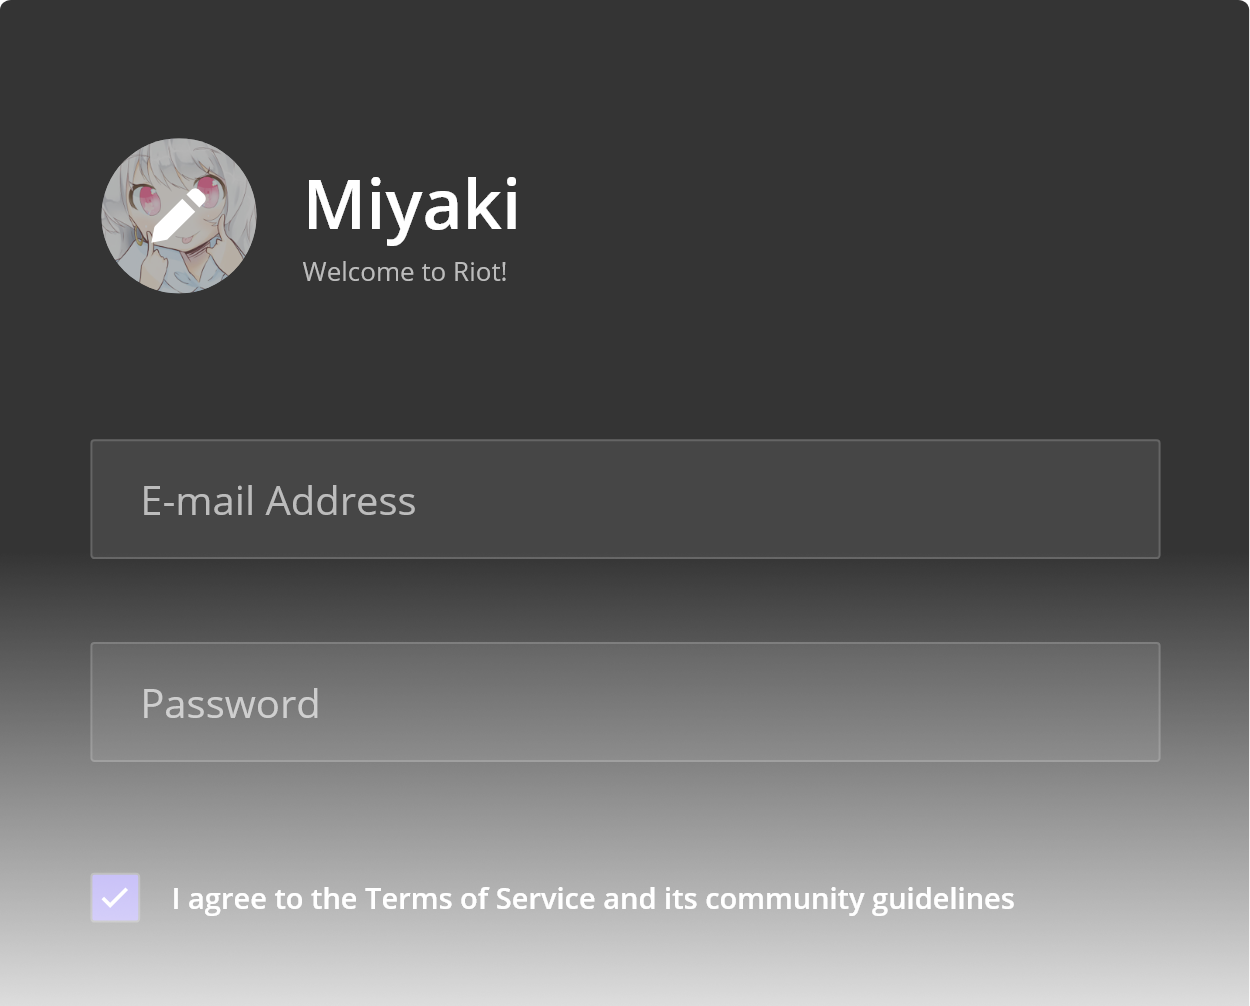 Miyaki
Welcome to Riot!
E-mail Address
Password
I agree to the Terms of Service and its community guidelines